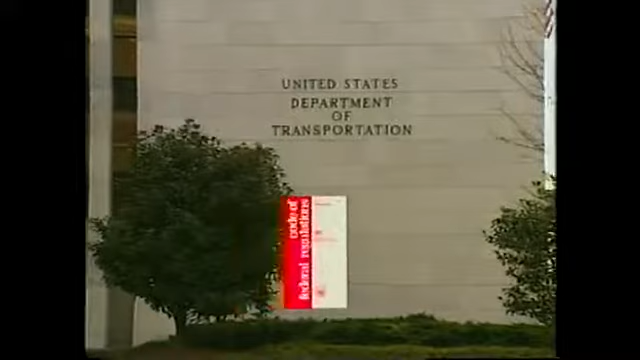 UNITED STATES
DEPARTMENT
OF
TRANSPORTATION
code of
federal regulations